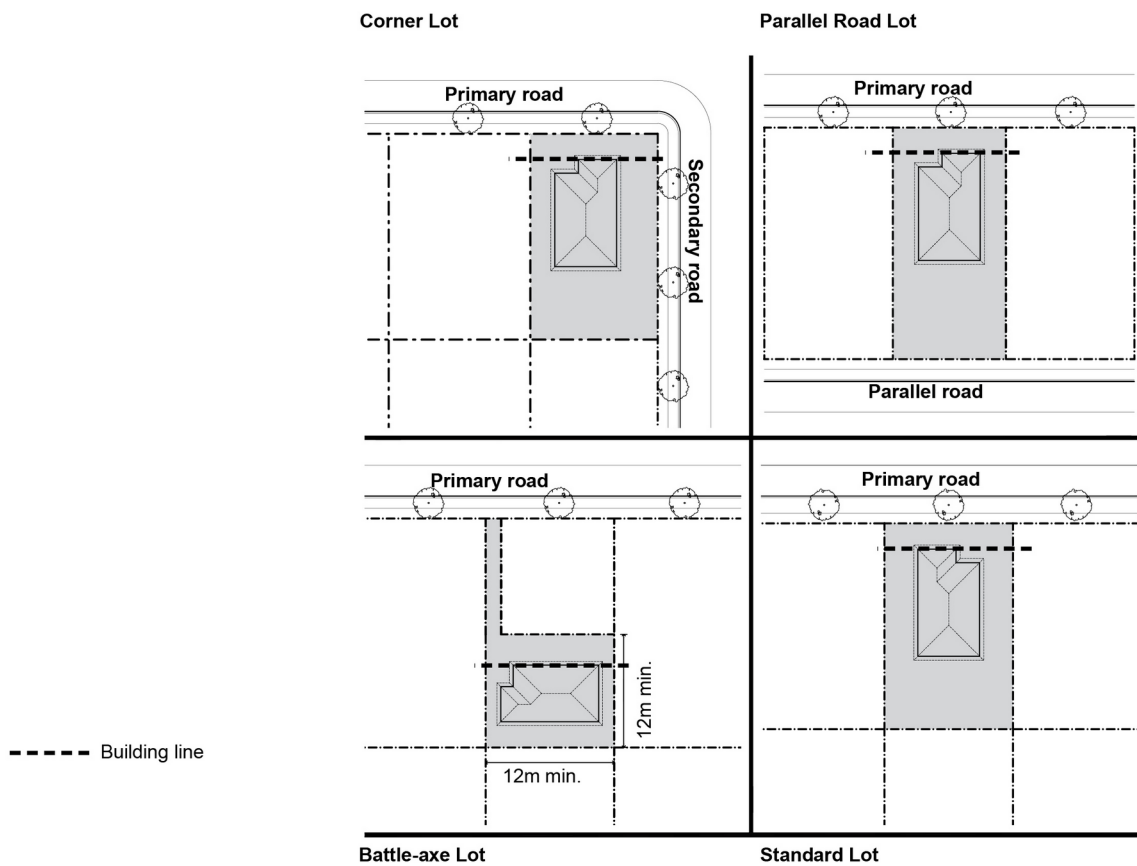 Corner Lot
Parallel Road Lot
Primary road
Secondary road
Primary road
Parallel road
Primary road
12m min.
12m min.
Primary road
Building line
Battle-axe Lot
Standard Lot